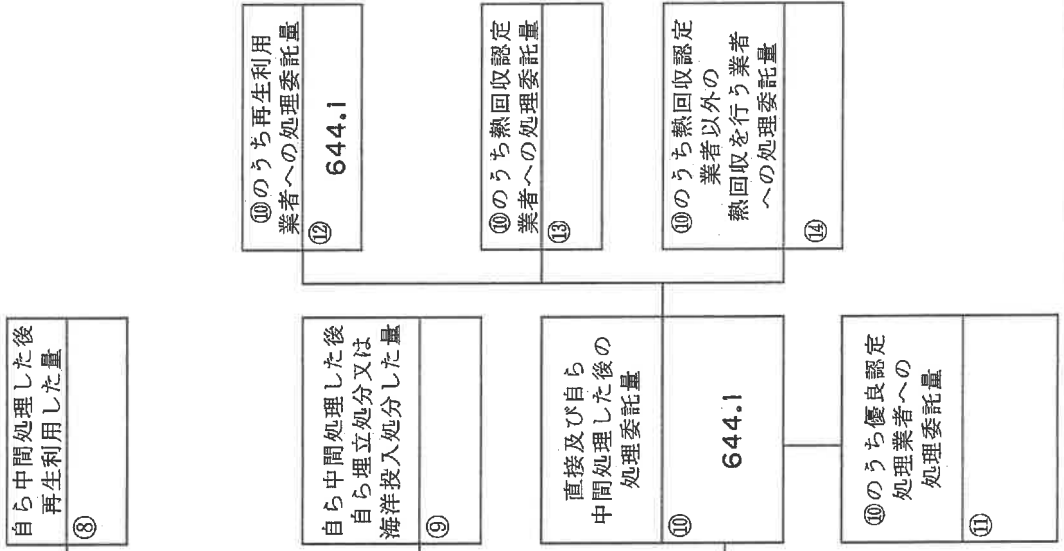 自ら中間処理した後
再生利用した量
⑧
自ら中間処理した後
自ら埋立処分又は
海洋投入処分した量
⑨
直接及び自ら
中間処理した後の
処理委託量
⑩
644.1
⑩のうち優良認定
処理業者への
処理委託量
⑪
⑩のうち再生利用
業者への処理委託量
⑫
644.1
⑩のうち熱回収認定
業者への処理委託量
⑬
⑩のうち熱回収認定
業者以外の
熱回収を行う業者
への処理委託量
⑭